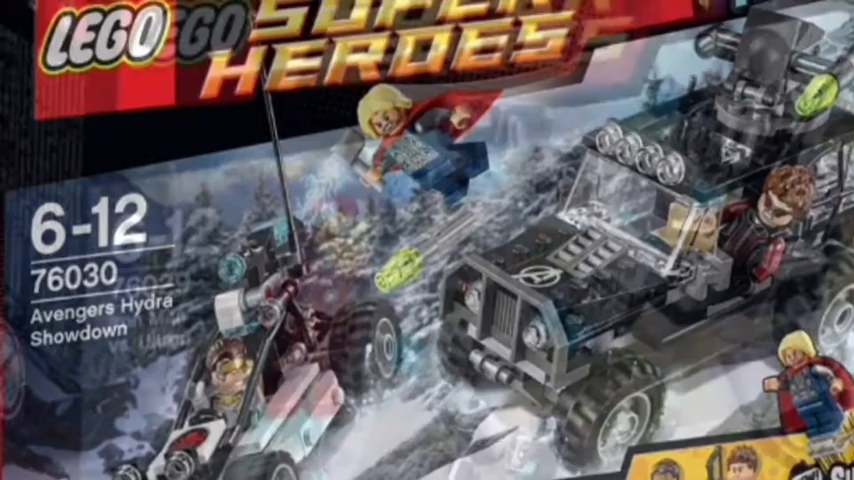 LEGO
SUPER
HEROES
6-12
76030
Avengers Hydra
Showdown